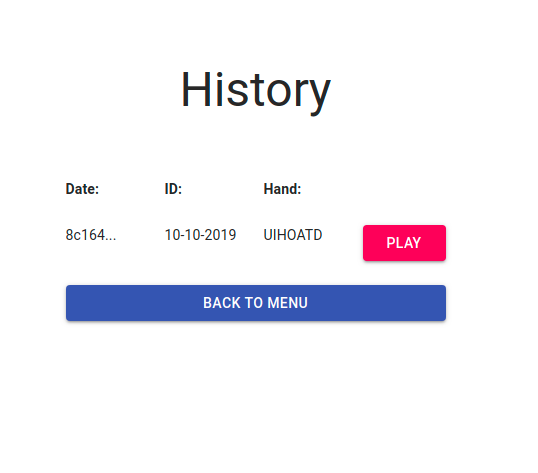 History
Date: ID: Hand:
8c164... 10-10-2019 UIHOATD PLAY
BACK TO MENU